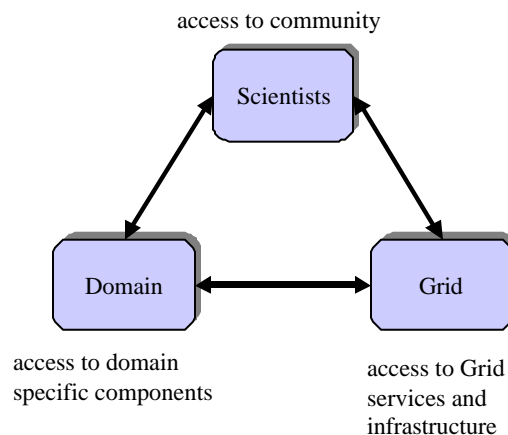 access to community
Scientists
Domain
Grid
access to domain
specific components
access to Grid
services and
infrastructure